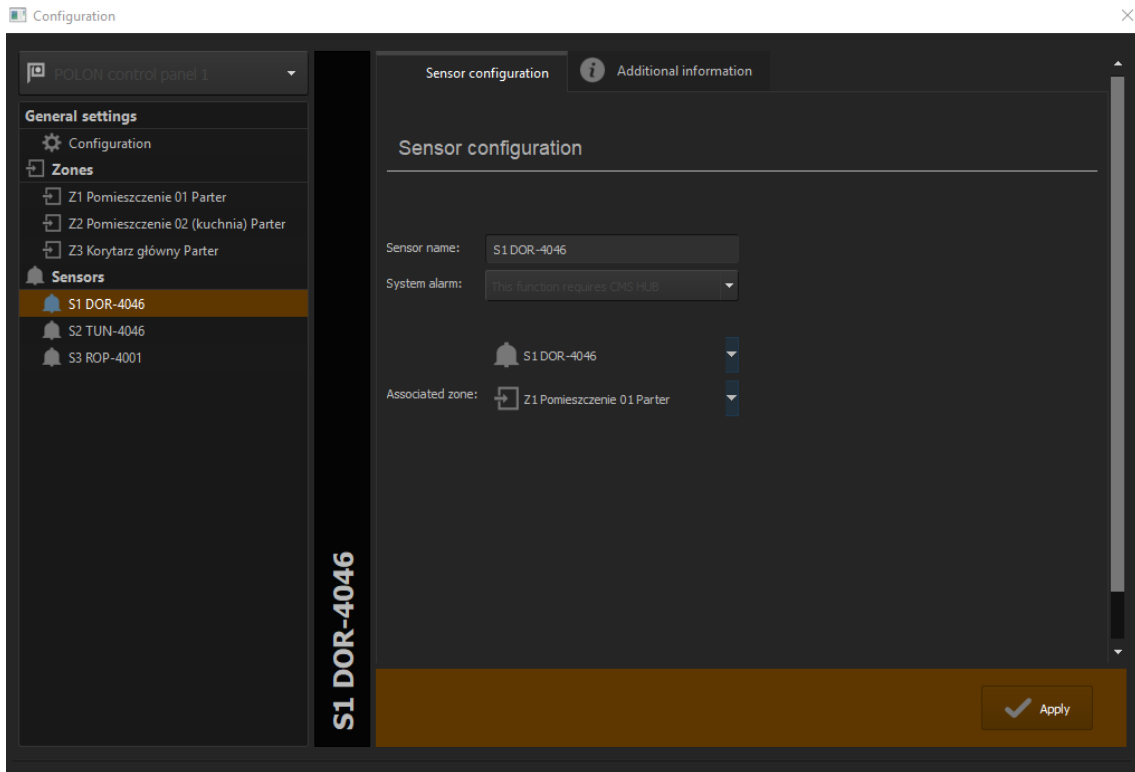 Configuration
POLON control panel 1
General settings
Configuration
Zones
Z1 Pomieszczenie 01 Parter
Z2 Pomieszczenie 02 (kuchnia) Parter
Z3 Korytarz główny Parter
Sensors
S1 DOR-4046
S2 TUN-4046
S3 ROP-4001
S1 DOR-4046
Sensor configuration
Additional information
Sensor configuration
Sensor name: S1 DOR-4046
System alarm: This function requires CMS HUB
S1 DOR-4046
Associated zone: Z1 Pomieszczenie 01 Parter
Apply